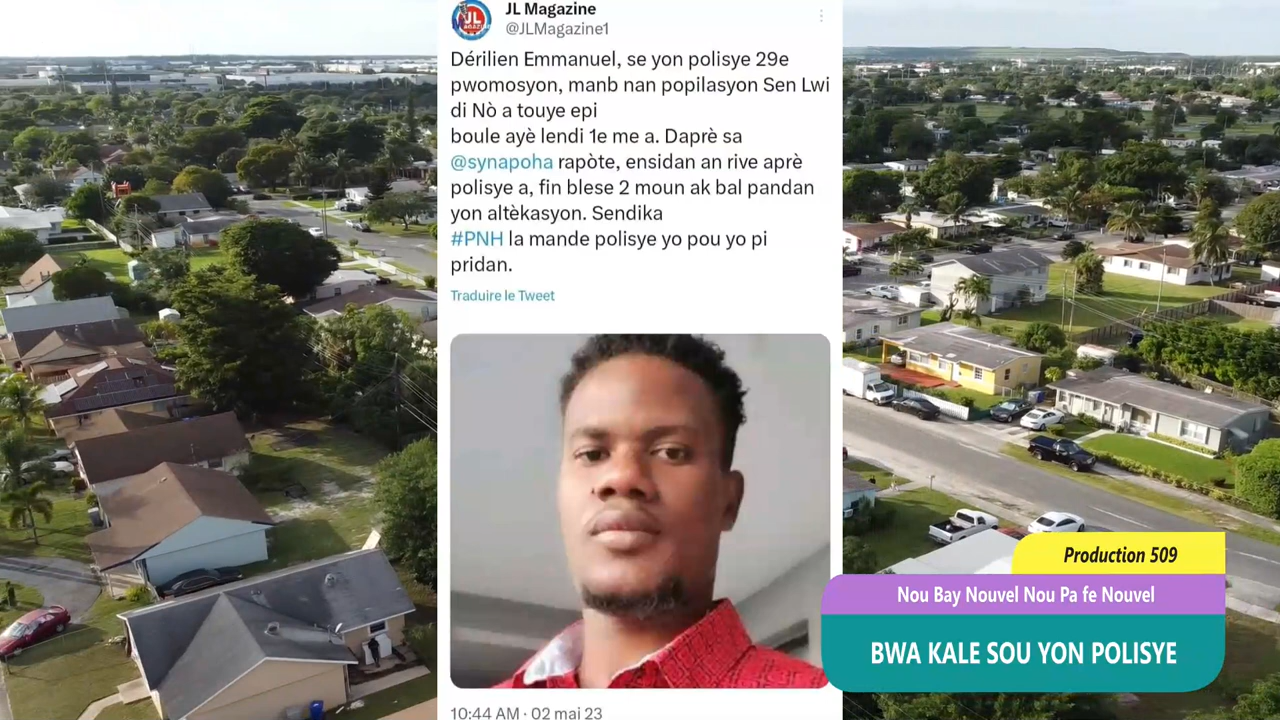 JL Magazine
@JLMagazine1
Dérilien Emmanuel, se yon polisye 29e
pwomosyon, manb nan popilasyon Sen Lwi
di Nò a touye epi
boule ayè lendi 1e me a. Daprè sa
@synapoha rapòte, ensidan an rive aprè
polisye a, fin blese 2 moun ak bal pandan
yon altèkasyon. Sendika
#PNH la mande polisye yo pou yo pi
pridan.
Traduire le Tweet
10:44 AM · 02 mai 23
Production 509
Nou Bay Nouvel Nou Pa fe Nouvel
BWA KALE SOU YON POLISYE